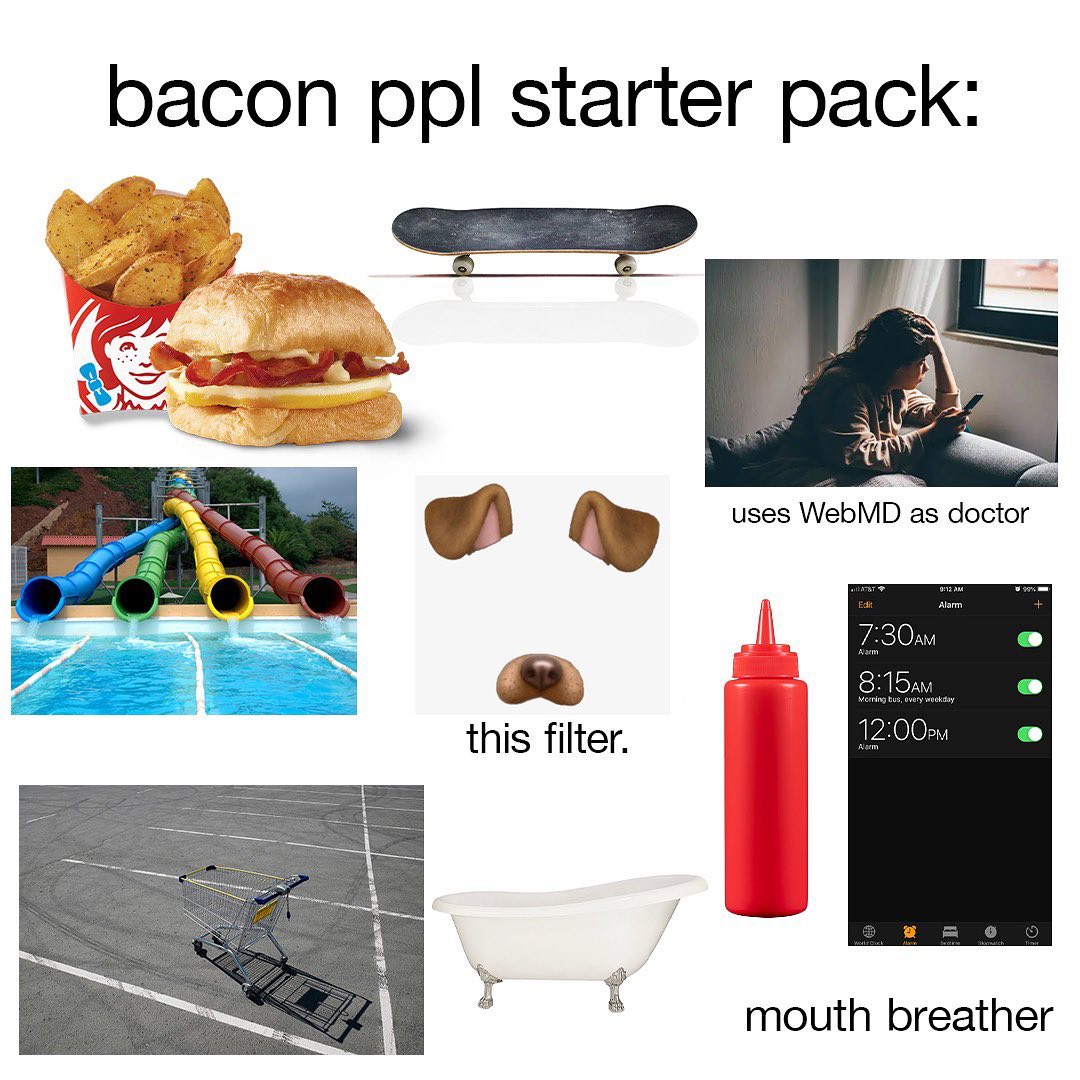 bacon ppl starter pack:
uses WebMD as doctor
this filter.
AT&T 9:12 AM 99%
Edit Alarm +
7:30AM
Alarm
8:15AM
Morning bus, every weekday
12:00PM
Alarm
World Clock Alarm Bedtime Stopwatch Timer
mouth breather